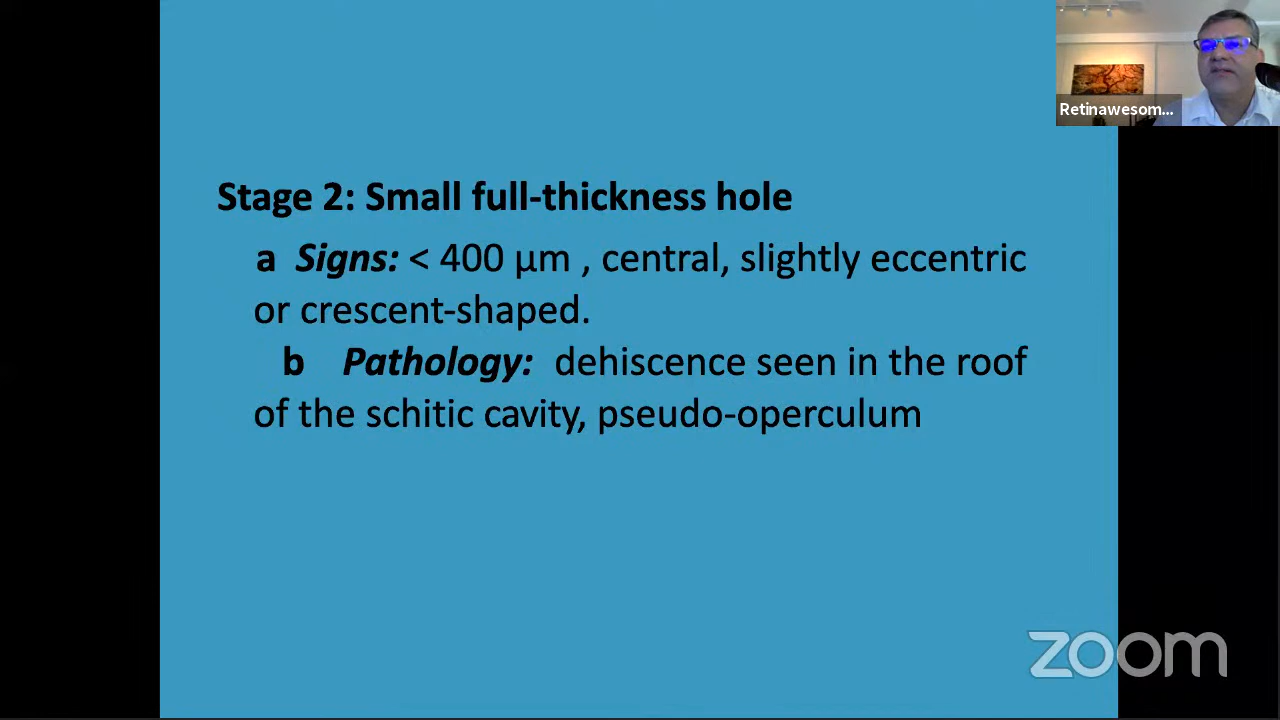 Retinawesom...
Stage 2: Small full-thickness hole
a Signs: < 400 µm , central, slightly eccentric
or crescent-shaped.
b Pathology: dehiscence seen in the roof
of the schitic cavity, pseudo-operculum
zoom